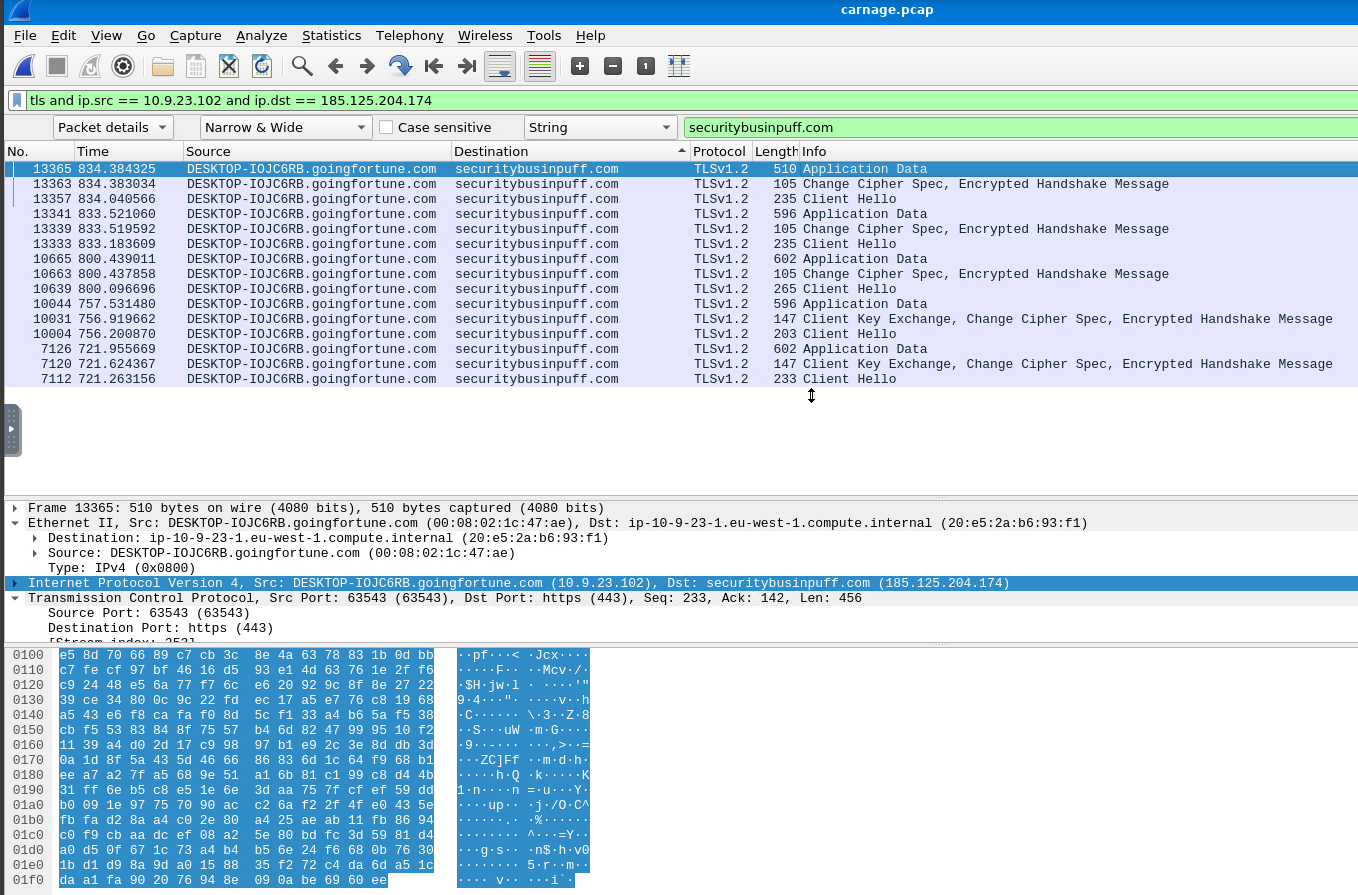 carnage.pcap
File Edit View Go Capture Analyze Statistics Telephony Wireless Tools Help
tls and ip.src == 10.9.23.102 and ip.dst == 185.125.204.174
Packet details Narrow & Wide Case sensitive String securitybusinpuff.com
No. Time Source Destination Protocol Length Info
13365 834.384325 DESKTOP-IOJC6RB.goingfortune.com securitybusinpuff.com TLSv1.2 510 Application Data
13363 834.383034 DESKTOP-IOJC6RB.goingfortune.com securitybusinpuff.com TLSv1.2 105 Change Cipher Spec, Encrypted Handshake Message
13357 834.040566 DESKTOP-IOJC6RB.goingfortune.com securitybusinpuff.com TLSv1.2 235 Client Hello
13341 833.521060 DESKTOP-IOJC6RB.goingfortune.com securitybusinpuff.com TLSv1.2 596 Application Data
13339 833.519592 DESKTOP-IOJC6RB.goingfortune.com securitybusinpuff.com TLSv1.2 105 Change Cipher Spec, Encrypted Handshake Message
13333 833.183609 DESKTOP-IOJC6RB.goingfortune.com securitybusinpuff.com TLSv1.2 235 Client Hello
10665 800.439011 DESKTOP-IOJC6RB.goingfortune.com securitybusinpuff.com TLSv1.2 602 Application Data
10663 800.437858 DESKTOP-IOJC6RB.goingfortune.com securitybusinpuff.com TLSv1.2 105 Change Cipher Spec, Encrypted Handshake Message
10639 800.096696 DESKTOP-IOJC6RB.goingfortune.com securitybusinpuff.com TLSv1.2 265 Client Hello
10044 757.531480 DESKTOP-IOJC6RB.goingfortune.com securitybusinpuff.com TLSv1.2 596 Application Data
10031 756.919662 DESKTOP-IOJC6RB.goingfortune.com securitybusinpuff.com TLSv1.2 147 Client Key Exchange, Change Cipher Spec, Encrypted Handshake Message
10004 756.200870 DESKTOP-IOJC6RB.goingfortune.com securitybusinpuff.com TLSv1.2 203 Client Hello
7126 721.955669 DESKTOP-IOJC6RB.goingfortune.com securitybusinpuff.com TLSv1.2 602 Application Data
7120 721.624367 DESKTOP-IOJC6RB.goingfortune.com securitybusinpuff.com TLSv1.2 147 Client Key Exchange, Change Cipher Spec, Encrypted Handshake Message
7112 721.263156 DESKTOP-IOJC6RB.goingfortune.com securitybusinpuff.com TLSv1.2 233 Client Hello
Frame 13365: 510 bytes on wire (4080 bits), 510 bytes captured (4080 bits)
Ethernet II, Src: DESKTOP-IOJC6RB.goingfortune.com (00:08:02:1c:47:ae), Dst: ip-10-9-23-1.eu-west-1.compute.internal (20:e5:2a:b6:93:f1)
Destination: ip-10-9-23-1.eu-west-1.compute.internal (20:e5:2a:b6:93:f1)
Source: DESKTOP-IOJC6RB.goingfortune.com (00:08:02:1c:47:ae)
Type: IPv4 (0x0800)
Internet Protocol Version 4, Src: DESKTOP-IOJC6RB.goingfortune.com (10.9.23.102), Dst: securitybusinpuff.com (185.125.204.174)
Transmission Control Protocol, Src Port: 63543 (63543), Dst Port: https (443), Seq: 233, Ack: 142, Len: 456
Source Port: 63543 (63543)
Destination Port: https (443)
0100 e5 8d 70 66 89 c7 cb 3c 8e 4a 63 78 83 1b 0d bb ··pf···< ·Jcx····
0110 c7 fe cf 97 bf 46 16 d5 93 e1 4d 63 76 1e 2f f6 ·····F·· ··Mcv·/·
0120 c9 24 48 e5 6a 77 f7 6c e6 20 92 9c 8f 8e 27 22 ·$H·jw·l · ····'"
0130 39 ce 34 80 0c 9c 22 fd ec 17 a5 e7 76 c8 19 68 9·4···"· ····v··h
0140 a5 43 e6 f8 ca fa f0 8d 5c f1 33 a4 b6 5a f5 38 ·C······ \·3··Z·8
0150 cb f5 53 83 84 8f 75 57 b4 6d 82 47 99 95 10 f2 ··S···uW ·m·G····
0160 11 39 a4 d0 2d 17 c9 98 97 b1 e9 2c 3e 8d db 3d ·9··-··· ···,>··=
0170 0a 1d 8f 5a 43 5d 46 66 86 83 6d 1c 64 f9 68 b1 ···ZC]Ff ··m·d·h·
0180 ee a7 a2 7f a5 68 9e 51 a1 6b 81 c1 99 c8 d4 4b ·····h·Q ·k·····K
0190 31 ff 6e b5 c8 e5 1e 6e 3d aa 75 7f cf ef 59 dd 1·n····n =·u···Y·
01a0 b0 09 1e 97 75 70 90 ac c2 6a f2 2f 4f e0 43 5e ····up·· ·j·/O·C^
01b0 fb fa d2 8a a4 c0 2e 80 a4 25 ae ab 11 fb 86 94 ······.· ·%······
01c0 c0 f9 cb aa dc ef 08 a2 5e 80 bd fc 3d 59 81 d4 ········ ^···=Y··
01d0 a0 d5 0f 67 1c 73 a4 b4 b5 6e 24 f6 68 0b 76 30 ···g·s·· ·n$·h·v0
01e0 1b d1 d9 8a 9d a0 15 88 35 f2 72 c4 da 6d a5 1c ········ 5·r··m··
01f0 da a1 fa 90 20 76 94 8e 09 0a be 69 60 ee ···· v·· ···i`·